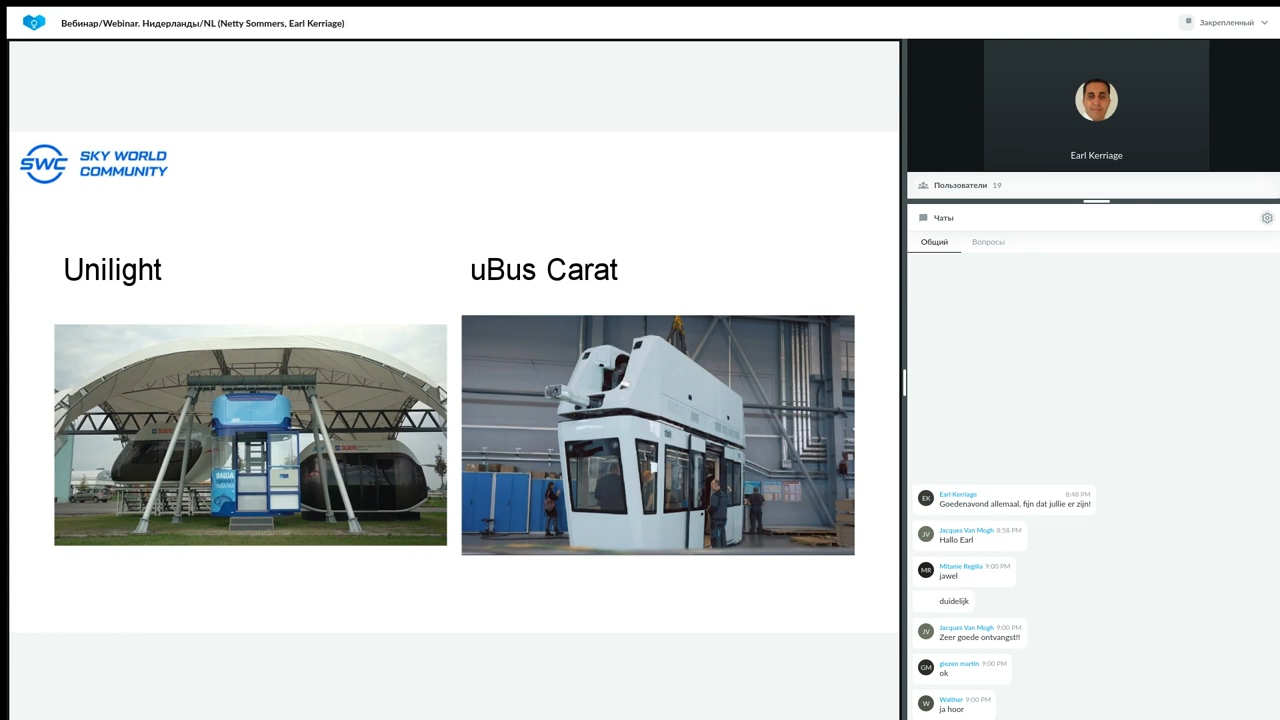 Вебинар/Webinar. Нидерланды/NL (Netty Sommers, Earl Kerriage)
Закрепленный
SWC
SKY WORLD
COMMUNITY
Unilight
uBus Carat
Earl Kerriage
Пользователи 19
Чаты
Общий
Вопросы
EK
Earl Kerriage 8:48 PM
Goedenavond allemaal, fijn dat jullie er zijn!
JV
Jacques Van Mogh 8:58 PM
Hallo Earl
MR
Mitanie Regilia 9:00 PM
jawel
duidelijk
JV
Jacques Van Mogh 9:00 PM
Zeer goede ontvangst!!
GM
giezen martin 9:00 PM
ok
W
Walther 9:00 PM
ja hoor